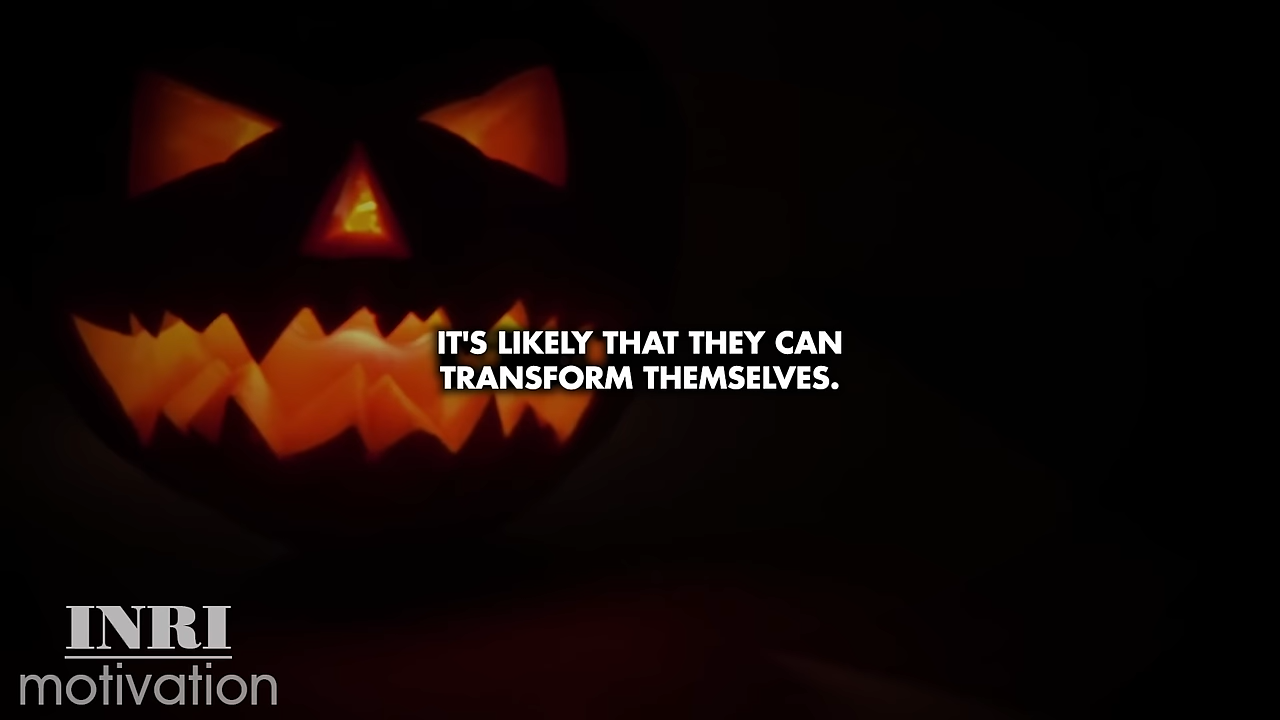 IT'S LIKELY THAT THEY CAN
TRANSFORM THEMSELVES.
INRI
motivation